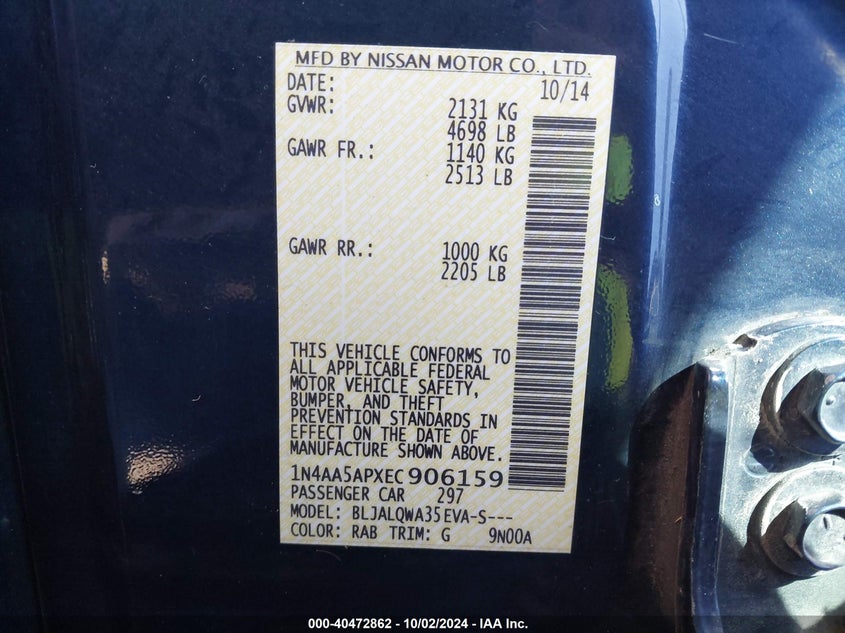 MFD BY NISSAN MOTOR CO., LTD.
DATE: 10/14
GVWR: 2131 KG
4698 LB
GAWR FR.: 1140 KG
2513 LB
GAWR RR.: 1000 KG
2205 LB
THIS VEHICLE CONFORMS TO
ALL APPLICABLE FEDERAL
MOTOR VEHICLE SAFETY,
BUMPER, AND THEFT
PREVENTION STANDARDS IN
EFFECT ON THE DATE OF
MANUFACTURE SHOWN ABOVE.
1N4AA5APXEC906159
PASSENGER CAR 297
MODEL: BLJALQWA35EVA-S---
COLOR: RAB TRIM: G 9N00A
000-40472862 - 10/02/2024 - IAA Inc.